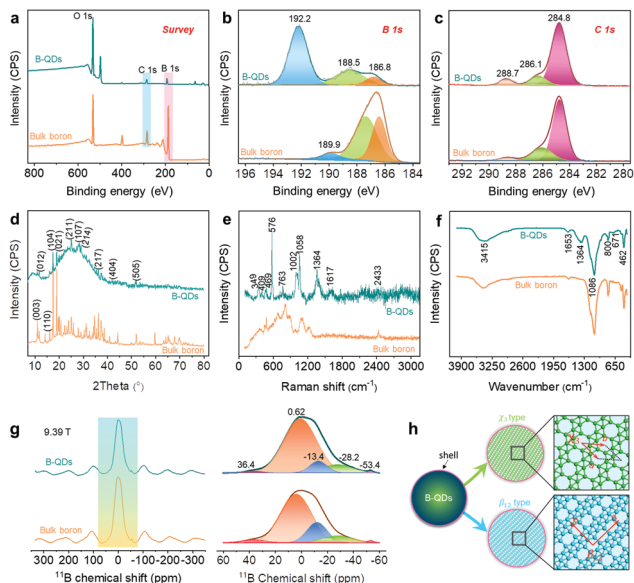 a
Survey
O 1s
C 1s
B 1s
B-QDs
Bulk boron
Intensity (CPS)
800 600 400 200 0
Binding energy (eV)
b
B 1s
192.2
188.5
186.8
B-QDs
189.9
Bulk boron
Intensity (CPS)
196 194 192 190 188 186 184
Binding energy (eV)
c
C 1s
284.8
286.1
288.7
B-QDs
Bulk boron
Intensity (CPS)
292 290 288 286 284 282 280
Binding energy (eV)
d
(012)
(104)
(021)
(211)
(107)
(214)
(217)
(404)
(505)
B-QDs
(003)
(110)
Bulk boron
Intensity (CPS)
10 20 30 40 50 60 70 80
2Theta (°)
e
576
1058
1002
1364
349
409
469
763
1617
2433
B-QDs
Bulk boron
Intensity (CPS)
0 600 1200 1800 2400 3000
Raman shift (cm⁻¹)
f
3415
1653
1364
1086
800
671
462
B-QDs
Bulk boron
Intensity (CPS)
3900 3250 2600 1950 1300 650
Wavenumber (cm⁻¹)
g
9.39 T
B-QDs
Bulk boron
300 200 100 0 -100 -200 -300
¹¹B Chemical shift (ppm)
0.62
36.4
-13.4
-28.2
-53.4
60 40 20 0 -20 -40 -60
¹¹B Chemical shift (ppm)
h
shell
B-QDs
χ₃ type
β₁₂ type